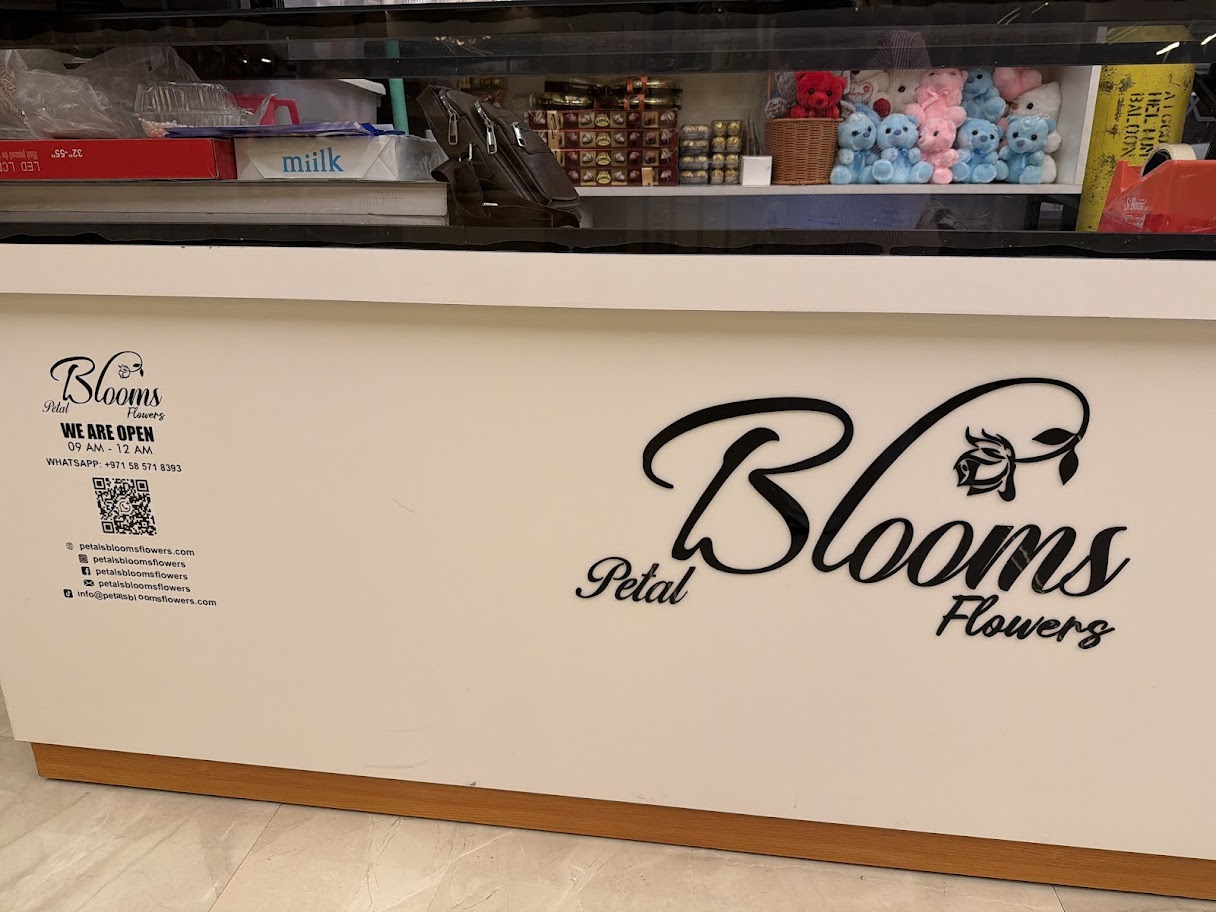 32"-55"
LED LCD
miilk
Blooms
Petal
Flowers
WE ARE OPEN
09 AM - 12 AM
WHATSAPP: +971 58 571 8393
petalsbloomsflowers.com
petalsbloomsflowers
petalsbloomsflowers
petalsbloomsflowers
info@petalsbloomsflowers.com
Blooms
Petal
Flowers